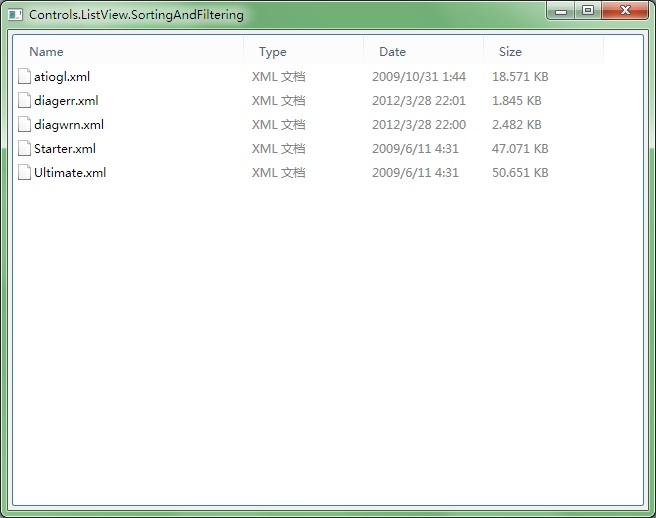 Controls.ListView.SortingAndFiltering
Name Type Date Size
atiogl.xml XML 文档 2009/10/31 1:44 18.571 KB
diagerr.xml XML 文档 2012/3/28 22:01 1.845 KB
diagwrn.xml XML 文档 2012/3/28 22:00 2.482 KB
Starter.xml XML 文档 2009/6/11 4:31 47.071 KB
Ultimate.xml XML 文档 2009/6/11 4:31 50.651 KB